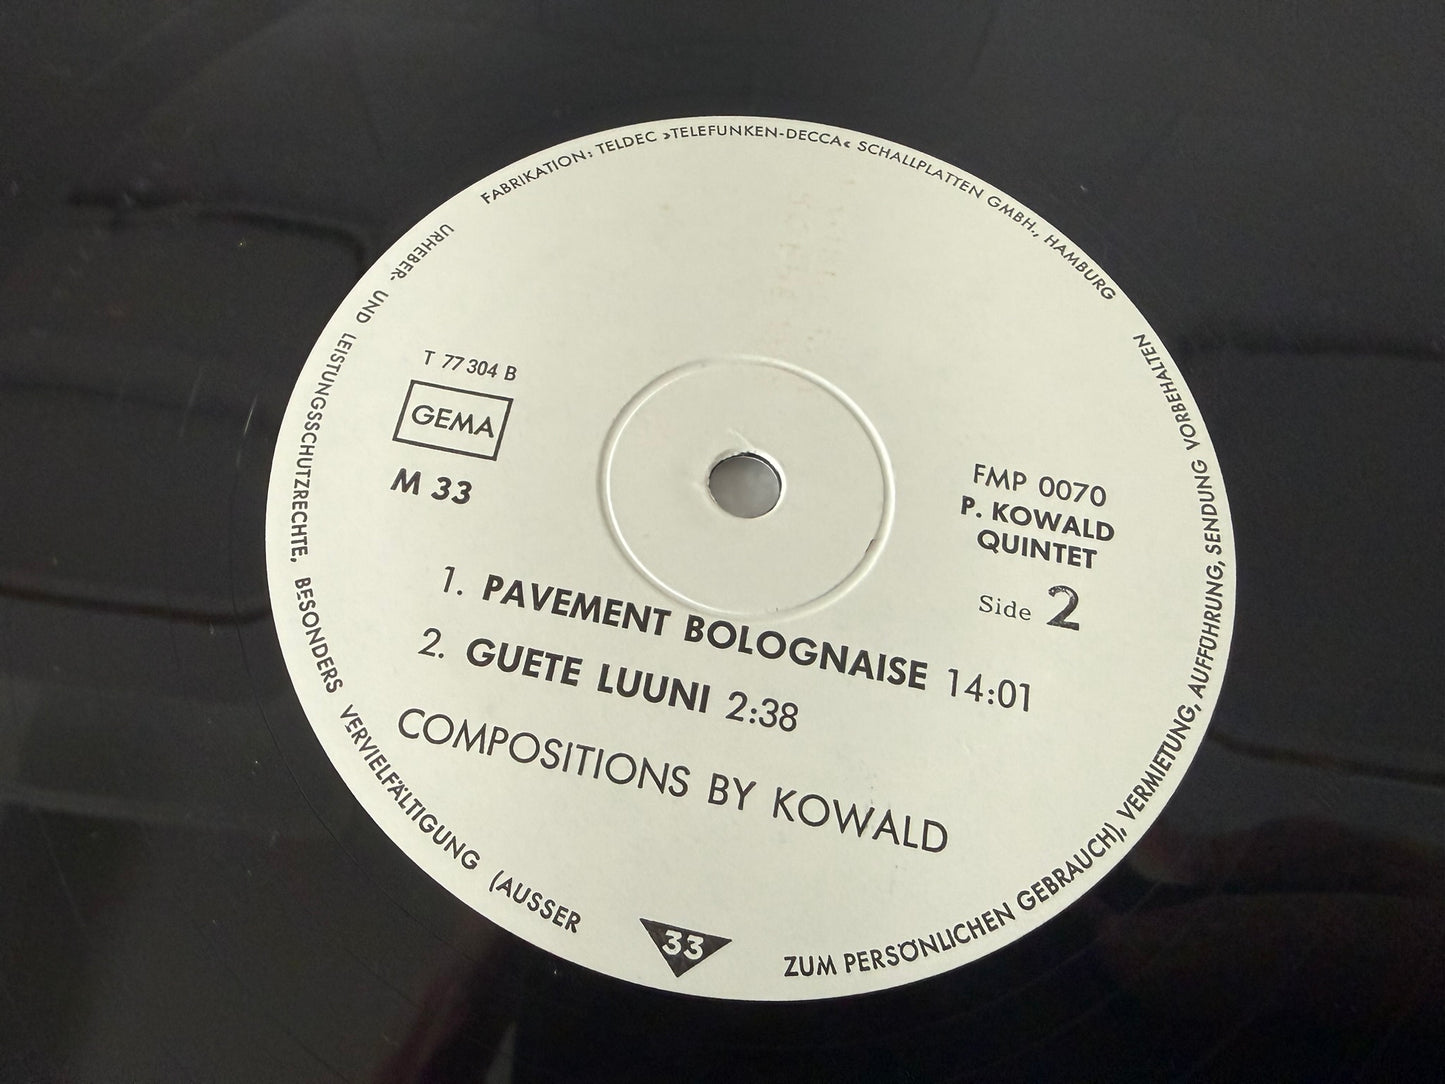 FABRIKATION: TELDEC »TELEFUNKEN-DECCA« SCHALLPLATTEN GMBH., HAMBURG
URHEBER- UND LEISTUNGSSCHUTZRECHTE, BESONDERS VERVIELFÄLTIGUNG (AUSSER ZUM PERSÖNLICHEN GEBRAUCH), VERMIETUNG, AUFFÜHRUNG, SENDUNG VORBEHALTEN
T 77 304 B
GEMA
M 33
FMP 0070
P. KOWALD
QUINTET
Side 2
1. PAVEMENT BOLOGNAISE 14:01
2. GUETE LUUNI 2:38
COMPOSITIONS BY KOWALD
33